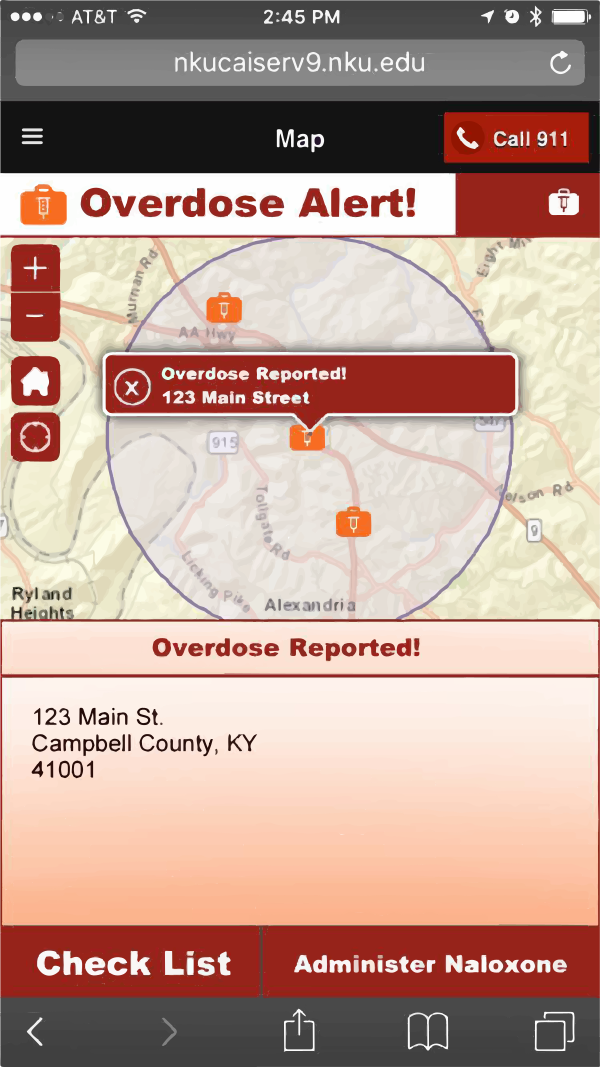 AT&T 2:45 PM
nkucaiserv9.nku.edu
Map
Call 911
Overdose Alert!
+
Murnan Rd
Eight Mi
AA Hwy
−
Overdose Reported!
123 Main Street
915
547
Tollgate Rd
Nelson Rd
9
Licking Pike
Ryland
Heights
Alexandria
Overdose Reported!
123 Main St.
Campbell County, KY
41001
Check List
Administer Naloxone